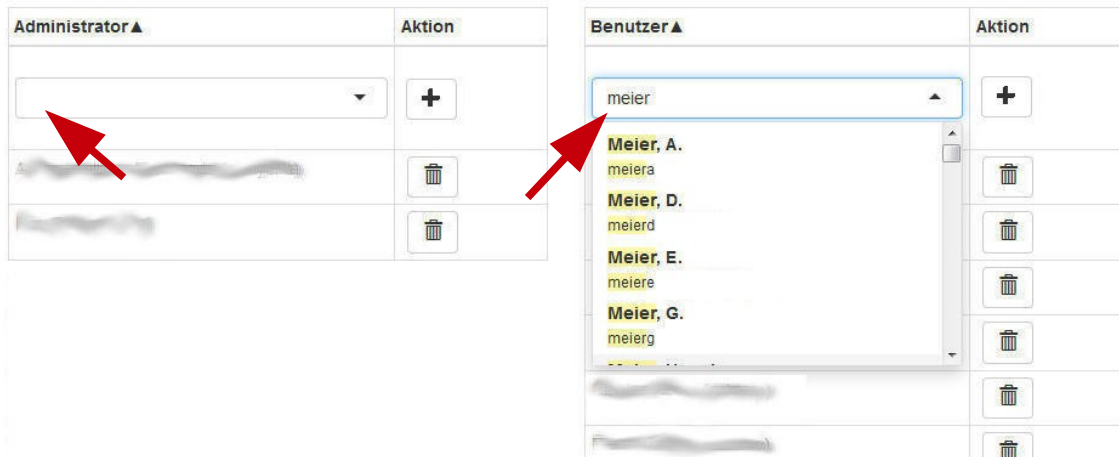 Administrator▲ Aktion
Benutzer▲ Aktion
meier
Meier, A.
meiera
Meier, D.
meierd
Meier, E.
meiere
Meier, G.
meierg